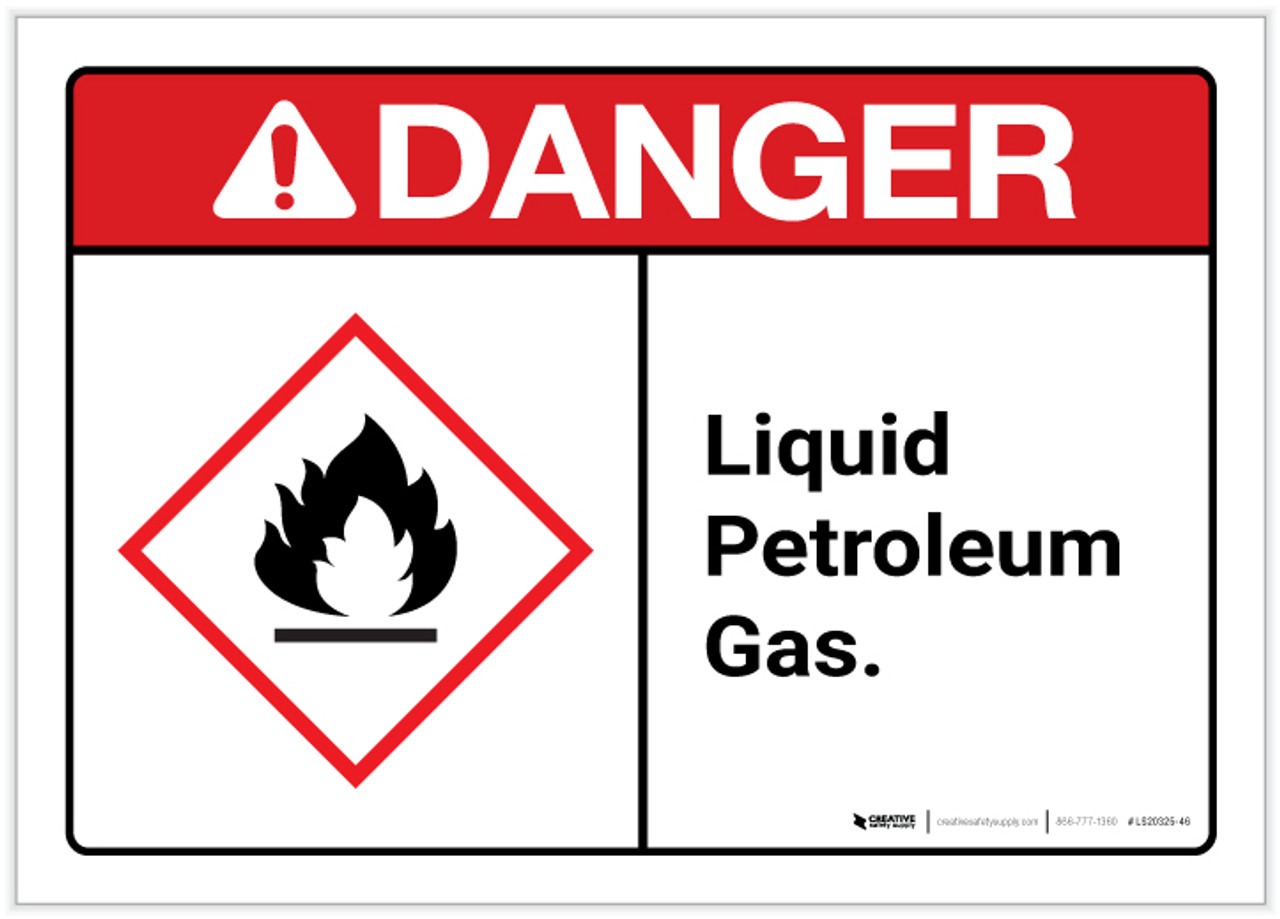 DANGER
Liquid
Petroleum
Gas.
CREATIVE
safety supply
creativesafetysupply.com
866-777-1360
#LS20325-46